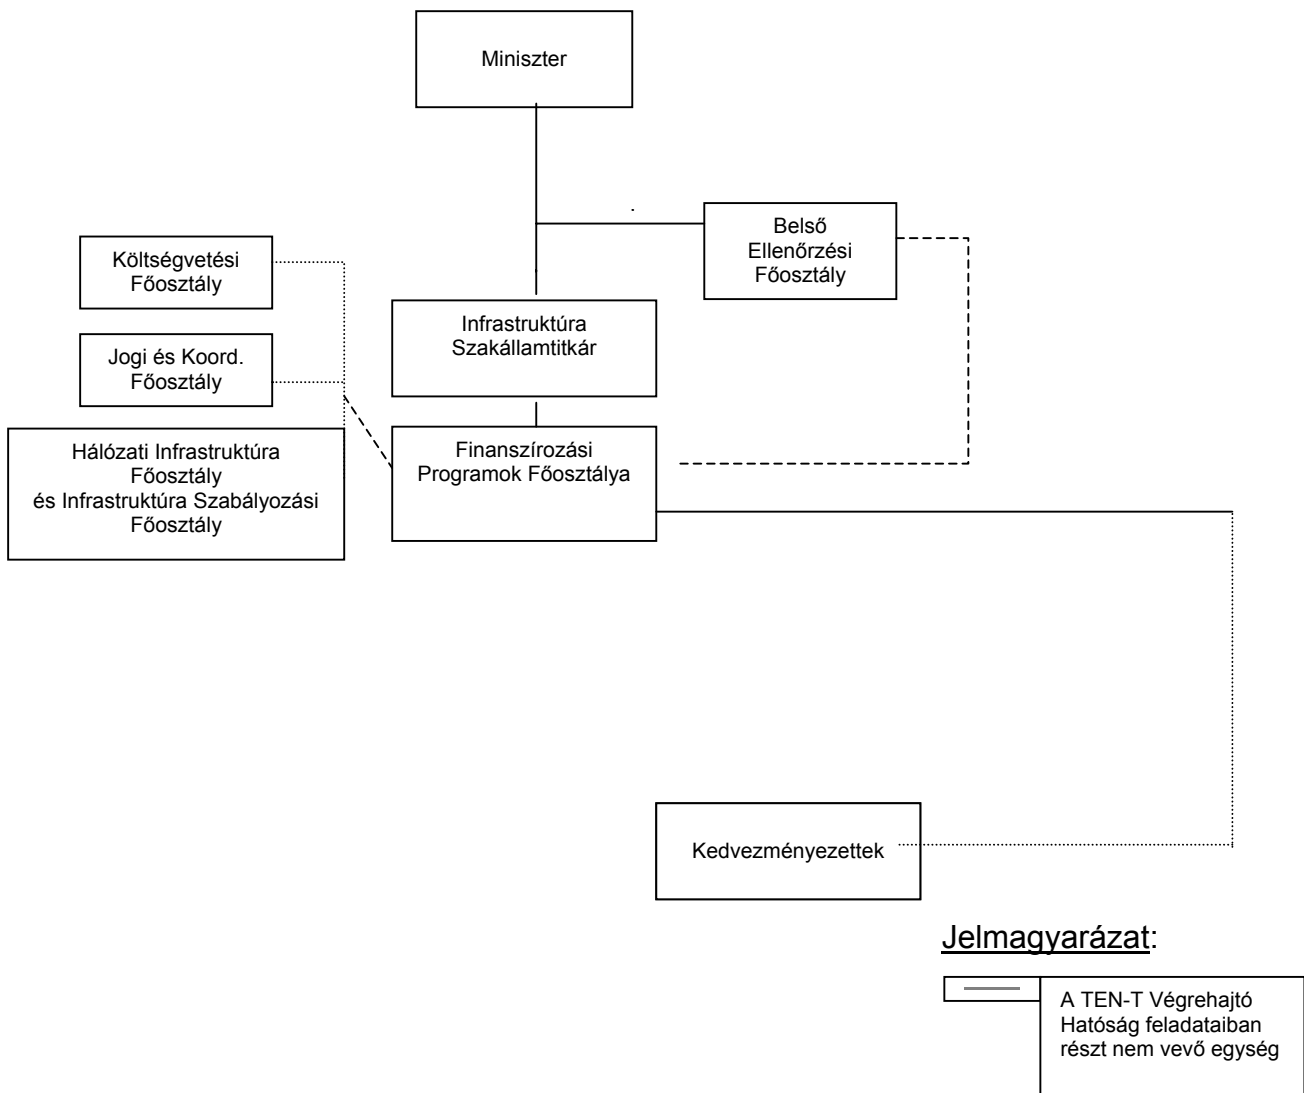 Miniszter
Belső
Ellenőrzési
Főosztály
Költségvetési
Főosztály
Infrastruktúra
Szakállamtitkár
Jogi és Koord.
Főosztály
Hálózati Infrastruktúra
Főosztály
és Infrastruktúra Szabályozási
Főosztály
Finanszírozási
Programok Főosztálya
Kedvezményezettek
Jelmagyarázat:
A TEN-T Végrehajtó
Hatóság feladataiban
részt nem vevő egység